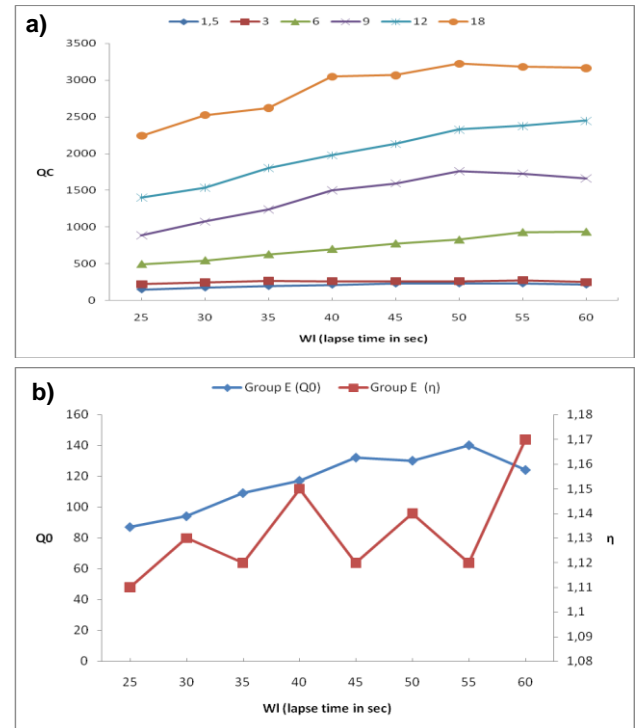 a)
1,5 3 6 9 12 18
3500
3000
2500
2000
1500
1000
500
0
QC
25 30 35 40 45 50 55 60
Wl (lapse time in sec)
b)
Group E (Q0) Group E (η)
160
140
120
100
80
60
40
20
0
Q0
1,18
1,17
1,16
1,15
1,14
1,13
1,12
1,11
1,1
1,09
1,08
η
25 30 35 40 45 50 55 60
Wl (lapse time in sec)